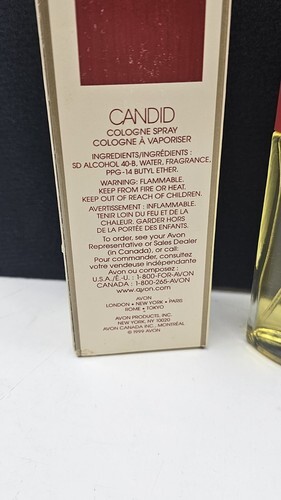 CANDID
COLOGNE SPRAY
COLOGNE À VAPORISER
INGREDIENTS/INGRÉDIENTS :
SD ALCOHOL 40-B, WATER, FRAGRANCE,
PPG-14 BUTYL ETHER.
WARNING: FLAMMABLE.
KEEP FROM FIRE OR HEAT.
KEEP OUT OF REACH OF CHILDREN.
AVERTISSEMENT : INFLAMMABLE.
TENIR LOIN DU FEU ET DE LA
CHALEUR. GARDER HORS
DE LA PORTÉE DES ENFANTS.
To order, see your Avon
Representative or Sales Dealer
(in Canada), or call:
Pour commander, consultez
votre vendeuse indépendante
Avon ou composez :
U.S.A./É.-U. : 1-800-FOR-AVON
CANADA : 1-800-265-AVON
www.avon.com
AVON
LONDON • NEW YORK • PARIS
ROME • TOKYO
AVON PRODUCTS, INC.
NEW YORK, NY 10020
AVON CANADA INC., MONTRÉAL
© 1999 AVON